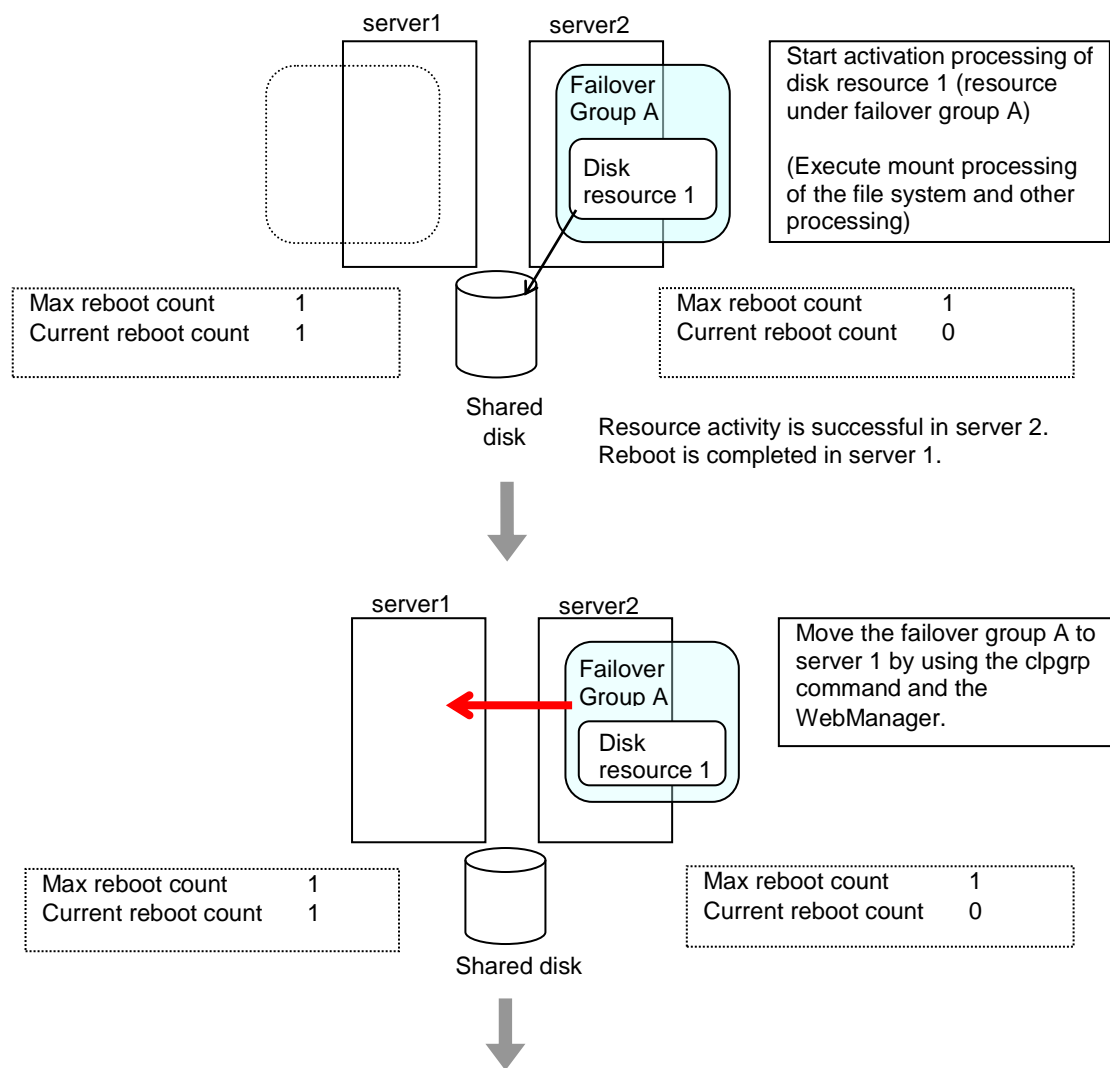 server1
server2
Failover
Group A
Disk
resource 1
Start activation processing of
disk resource 1 (resource
under failover group A)
(Execute mount processing
of the file system and other
processing)
Max reboot count 1
Current reboot count 1
Max reboot count 1
Current reboot count 0
Shared
disk
Resource activity is successful in server 2.
Reboot is completed in server 1.
server1
server2
Failover
Group A
Disk
resource 1
Move the failover group A to
server 1 by using the clpgrp
command and the
WebManager.
Max reboot count 1
Current reboot count 1
Max reboot count 1
Current reboot count 0
Shared disk